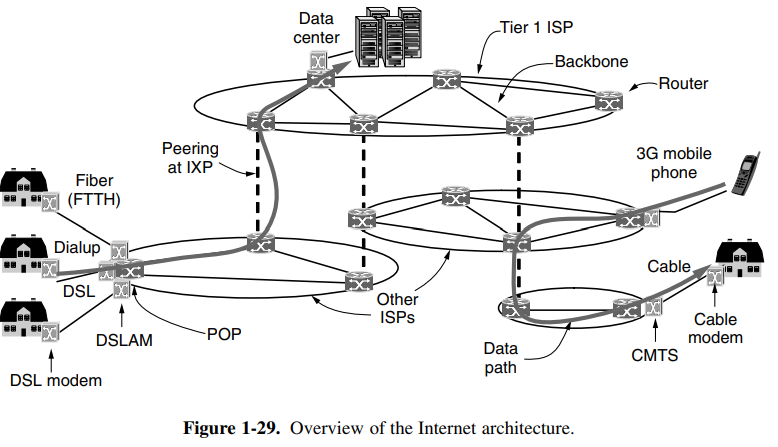 Data
center
Tier 1 ISP
Backbone
Router
Peering
at IXP
3G mobile
phone
Fiber
(FTTH)
Dialup
DSL
Cable
Other
ISPs
POP
DSLAM
Data
path
CMTS
Cable
modem
DSL modem
Figure 1-29. Overview of the Internet architecture.